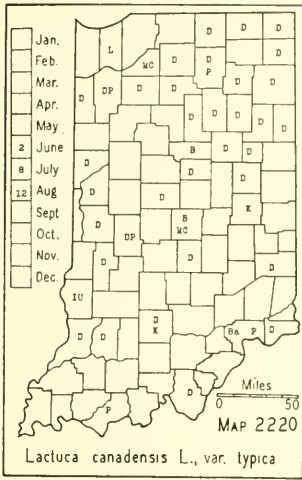 Jan.
Feb.
Mar.
Apr.
May
2 June
8 July
12 Aug
Sept
Oct.
Nov.
Dec.
D D D
L D D D D
MC P
D DP D D D D
D D D D
D D
B D D
D D
D D K
D B
MC
D DP
D D
IU
D D D K
Ba P D
P D
Miles
0 50
MAP 2220
Lactuca canadensis L., var. typica